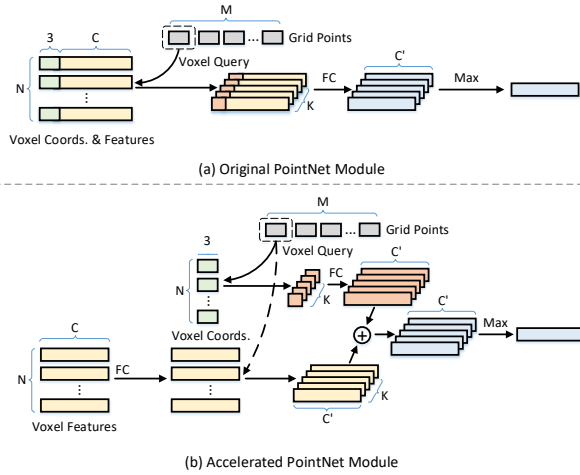 M
3 C
Grid Points
Voxel Query
N
C'
FC
Max
K
Voxel Coords. & Features
(a) Original PointNet Module
M
Grid Points
3
Voxel Query
C'
FC
N
K
C'
Voxel Coords.
Max
C
FC
N
K
C'
Voxel Features
(b) Accelerated PointNet Module